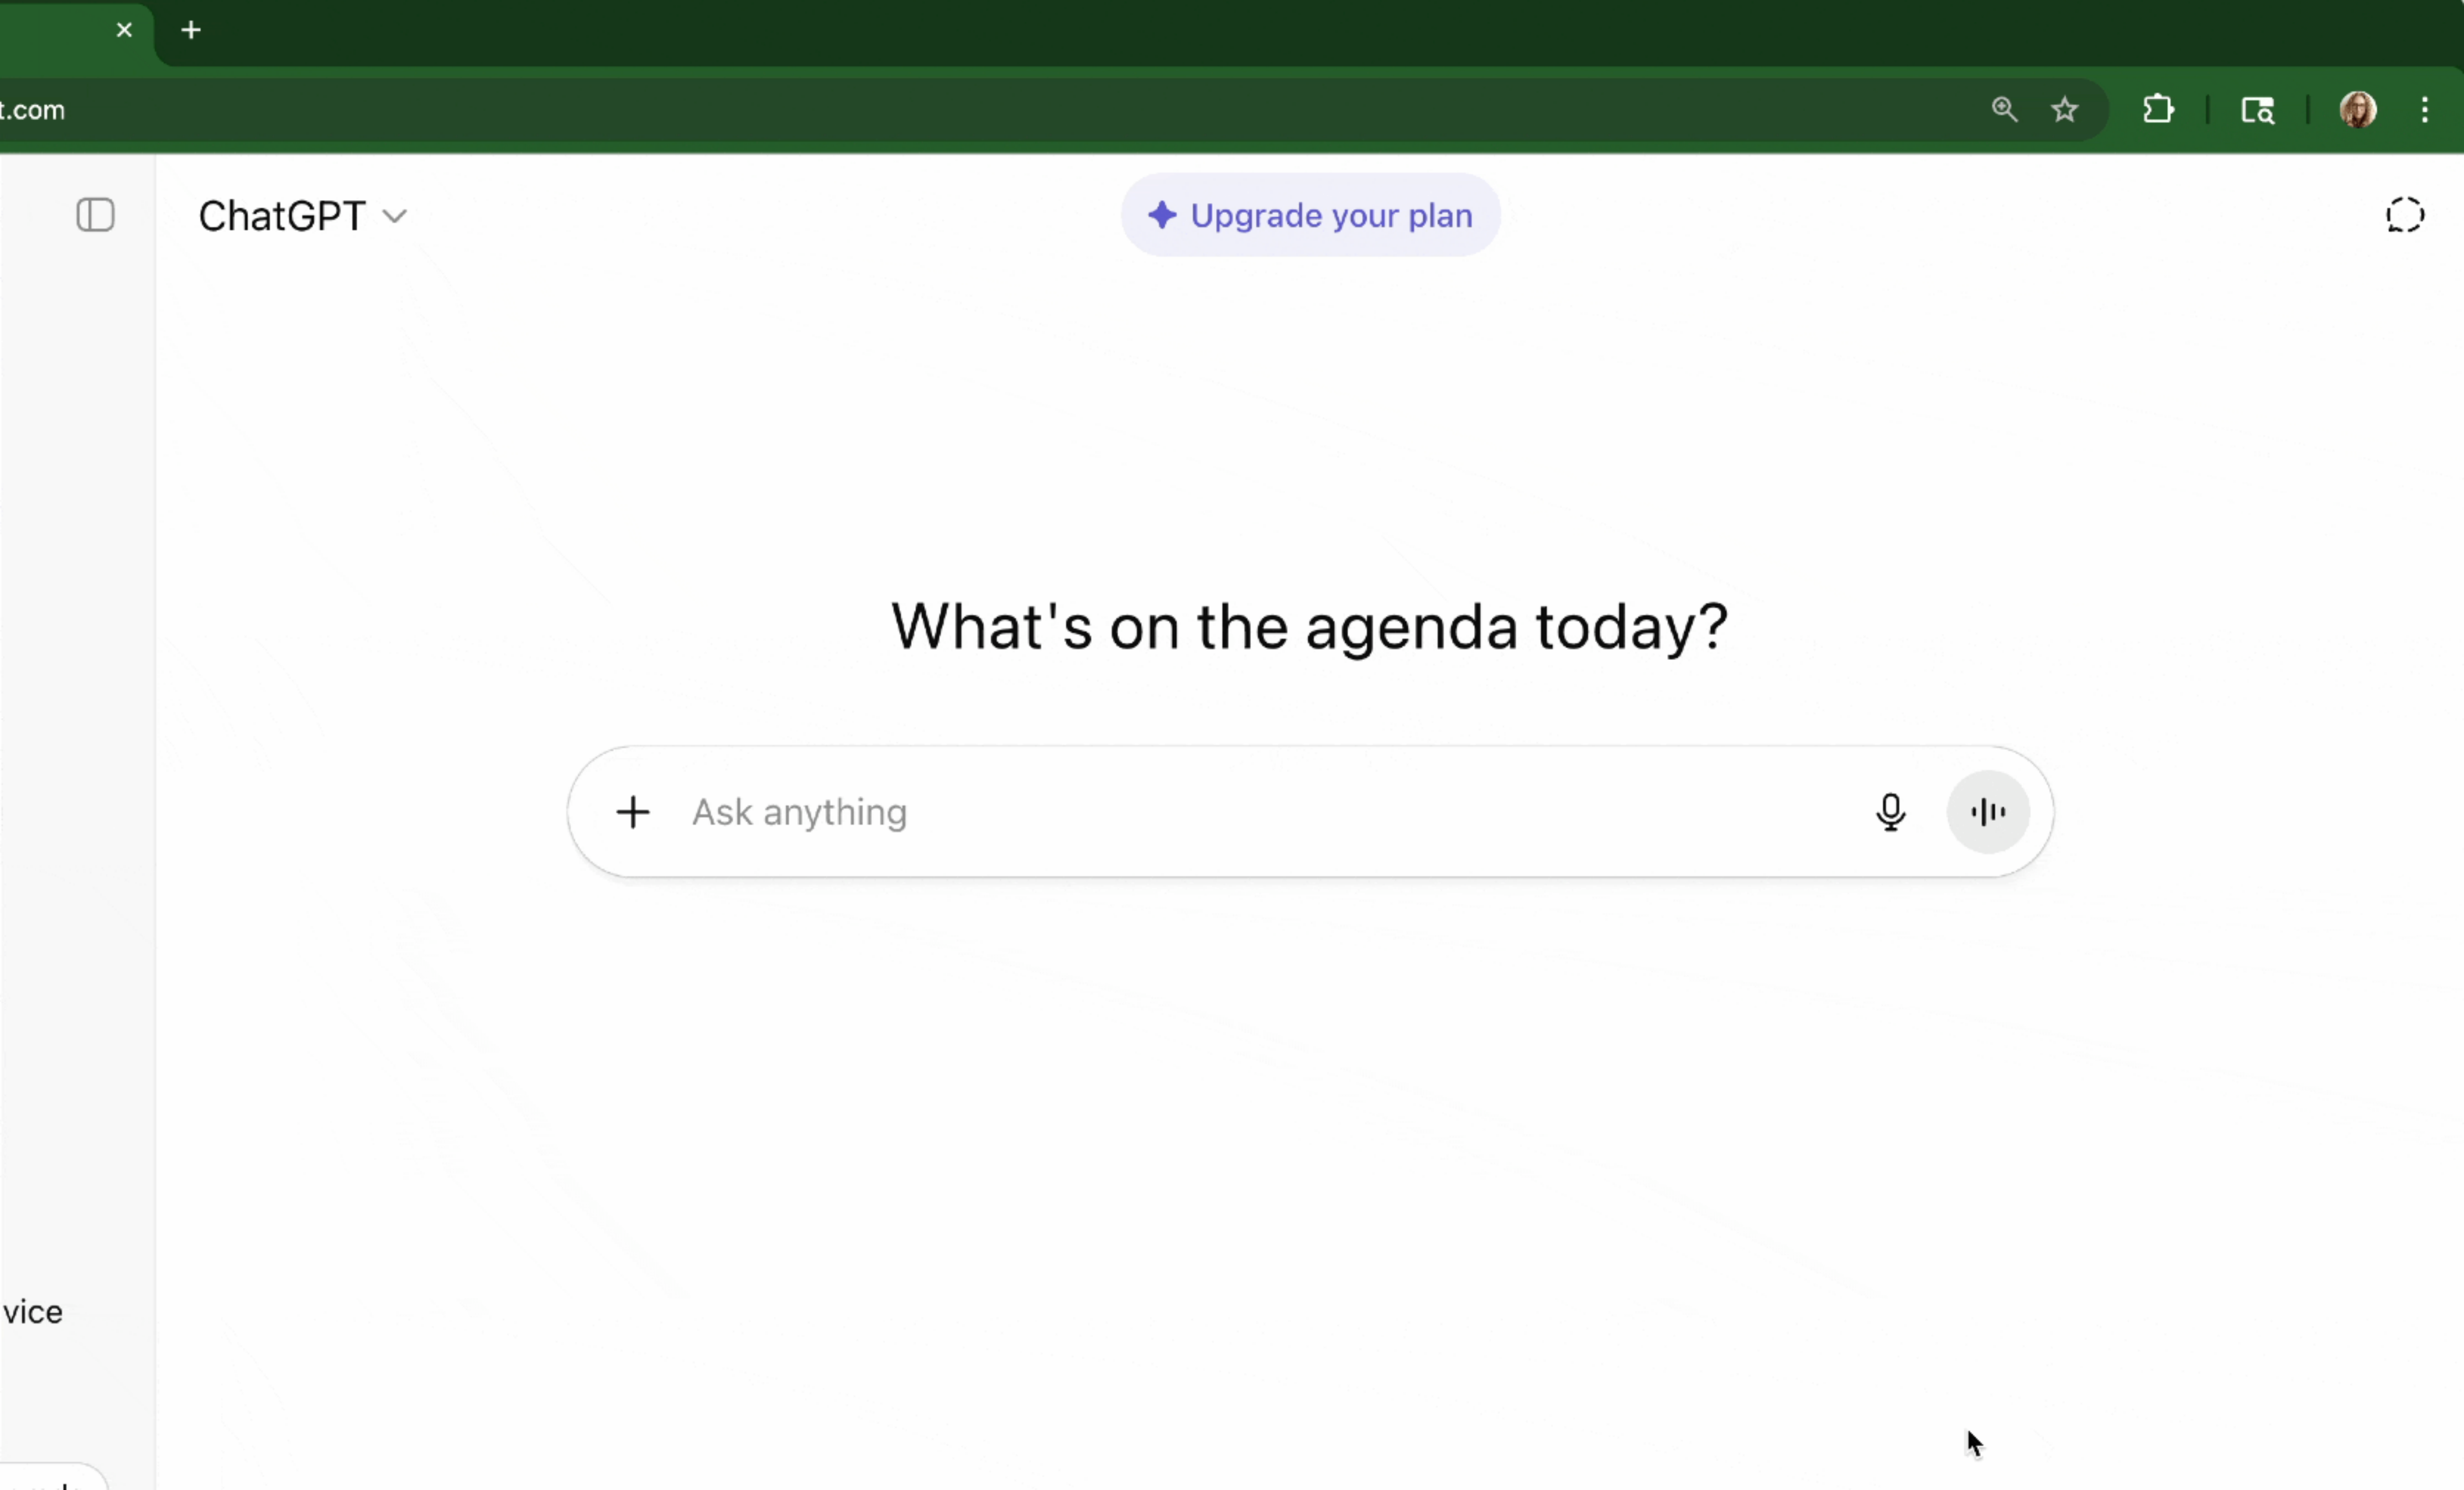 t.com
ChatGPT
Upgrade your plan
What's on the agenda today?
Ask anything
vice